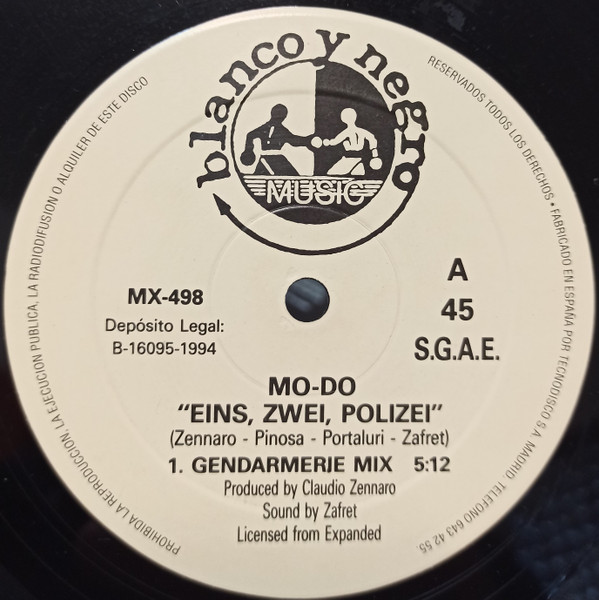 blanco y negro
MUSIC
MX-498
Depósito Legal:
B-16095-1994
A
45
S.G.A.E.
MO-DO
"EINS, ZWEI, POLIZEI"
(Zennaro - Pinosa - Portaluri - Zafret)
1. GENDARMERIE MIX 5:12
Produced by Claudio Zennaro
Sound by Zafret
Licensed from Expanded
PROHIBIDA LA REPRODUCCION, LA EJECUCION PUBLICA, LA RADIODIFUSION O ALQUILER DE ESTE DISCO
RESERVADOS TODOS LOS DERECHOS • FABRICADO EN ESPAÑA POR TECNODISCO S.A. MADRID. TELEFONO 643 42 55.